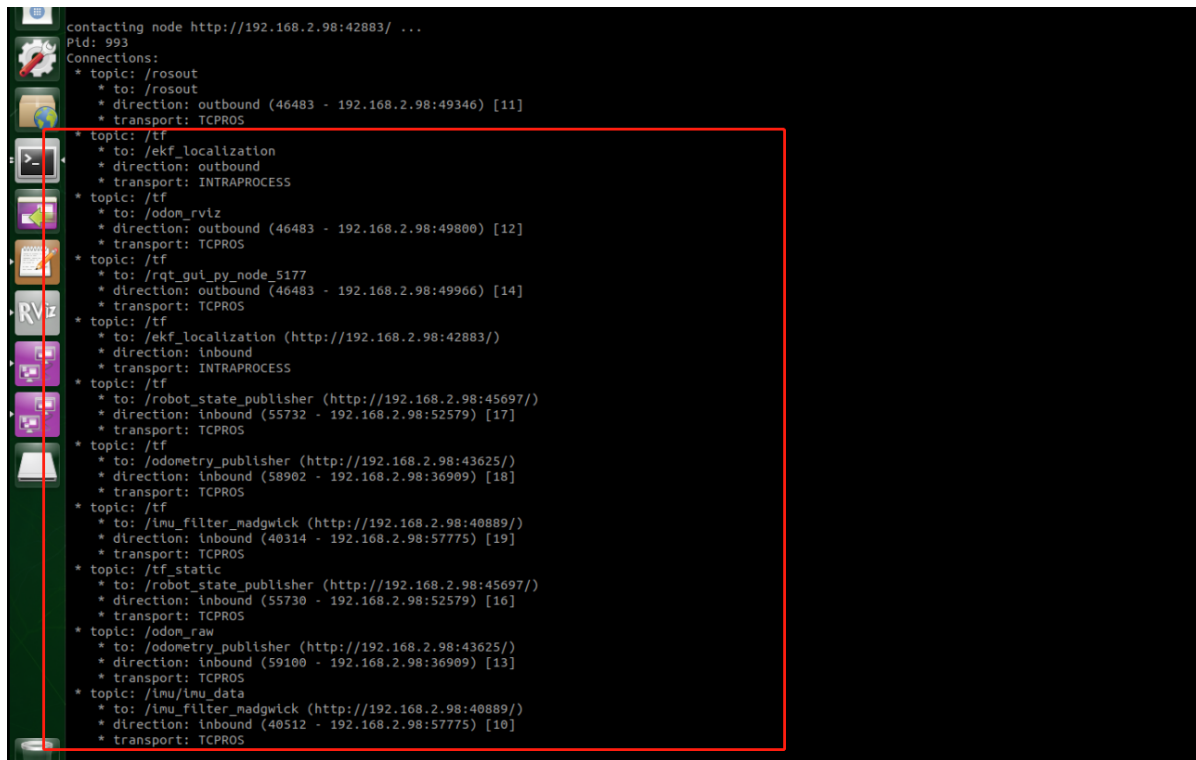 contacting node http://192.168.2.98:42883/ ...
Pid: 993
Connections:
* topic: /rosout
* to: /rosout
* direction: outbound (46483 - 192.168.2.98:49346) [11]
* transport: TCPROS
* topic: /tf
* to: /ekf_localization
* direction: outbound
* transport: INTRAPROCESS
* topic: /tf
* to: /odom_rviz
* direction: outbound (46483 - 192.168.2.98:49800) [12]
* transport: TCPROS
* topic: /tf
* to: /rqt_gui_py_node_5177
* direction: outbound (46483 - 192.168.2.98:49966) [14]
* transport: TCPROS
* topic: /tf
* to: /ekf_localization (http://192.168.2.98:42883/)
* direction: inbound
* transport: INTRAPROCESS
* topic: /tf
* to: /robot_state_publisher (http://192.168.2.98:45697/)
* direction: inbound (55732 - 192.168.2.98:52579) [17]
* transport: TCPROS
* topic: /tf
* to: /odometry_publisher (http://192.168.2.98:43625/)
* direction: inbound (58902 - 192.168.2.98:36909) [18]
* transport: TCPROS
* topic: /tf
* to: /imu_filter_madgwick (http://192.168.2.98:40889/)
* direction: inbound (40314 - 192.168.2.98:57775) [19]
* transport: TCPROS
* topic: /tf_static
* to: /robot_state_publisher (http://192.168.2.98:45697/)
* direction: inbound (55730 - 192.168.2.98:52579) [16]
* transport: TCPROS
* topic: /odom_raw
* to: /odometry_publisher (http://192.168.2.98:43625/)
* direction: inbound (59100 - 192.168.2.98:36909) [13]
* transport: TCPROS
* topic: /imu/imu_data
* to: /imu_filter_madgwick (http://192.168.2.98:40889/)
* direction: inbound (40512 - 192.168.2.98:57775) [10]
* transport: TCPROS
RViz